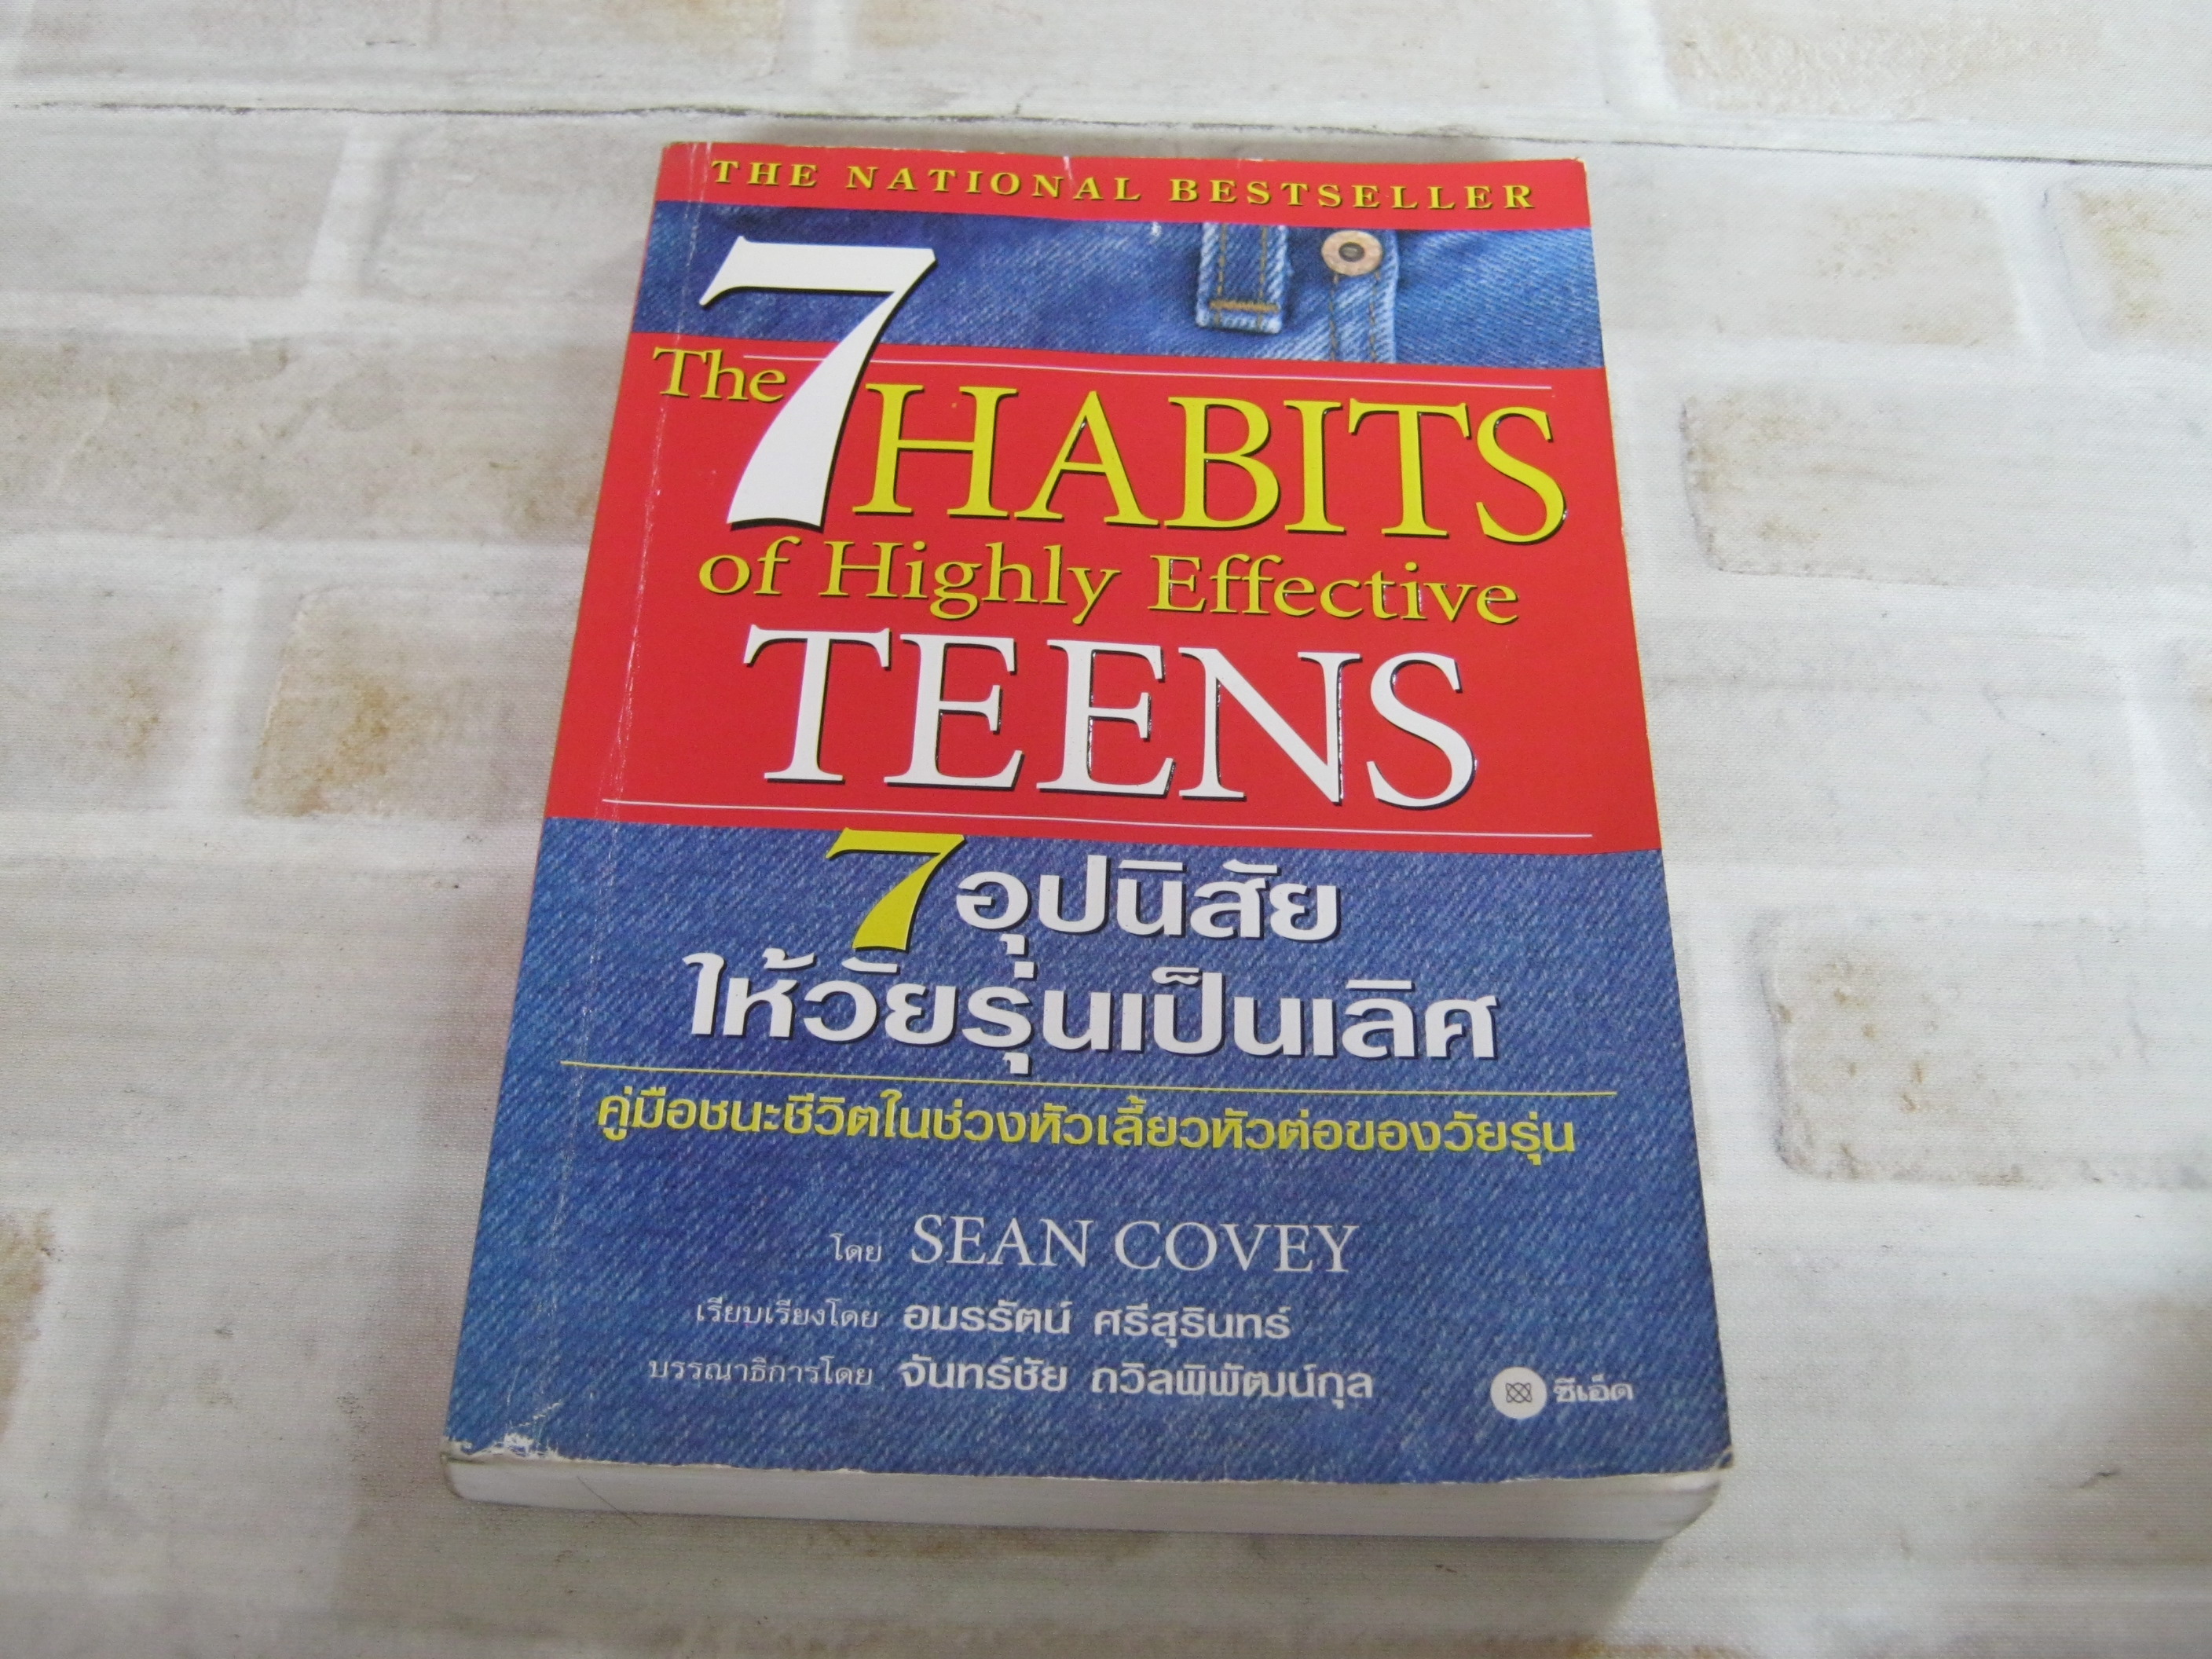 THE NATIONAL BESTSELLER
The 7 HABITS
of Highly Effective
TEENS
7 อุปนิสัย
ให้วัยรุ่นเป็นเลิศ
คู่มือชนะชีวิตในช่วงหัวเลี้ยวหัวต่อของวัยรุ่น
โดย SEAN COVEY
เรียบเรียงโดย อมรรัตน์ ศรีสุรินทร์
บรรณาธิการโดย จันทร์ชัย ถวิลพิพัฒน์กุล
ซีเอ็ด